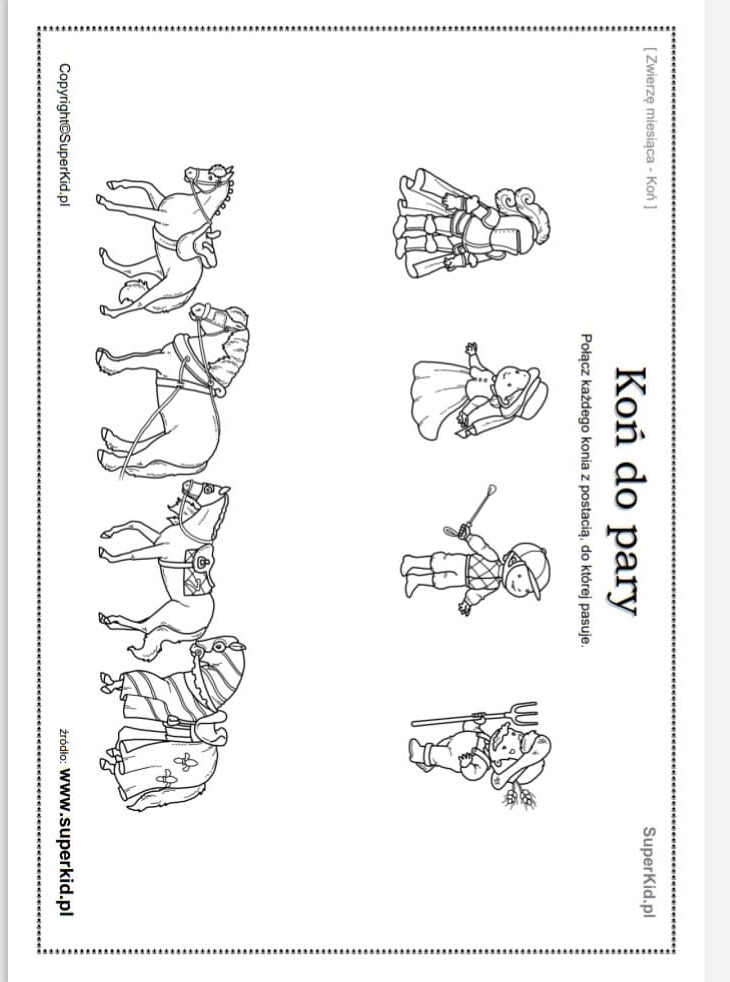 [ Zwierzę miesiąca - Koń ]
SuperKid.pl
Koń do pary
Połącz każdego konia z postacią, do której pasuje.
Copyright©SuperKid.pl
źródło: www.superkid.pl